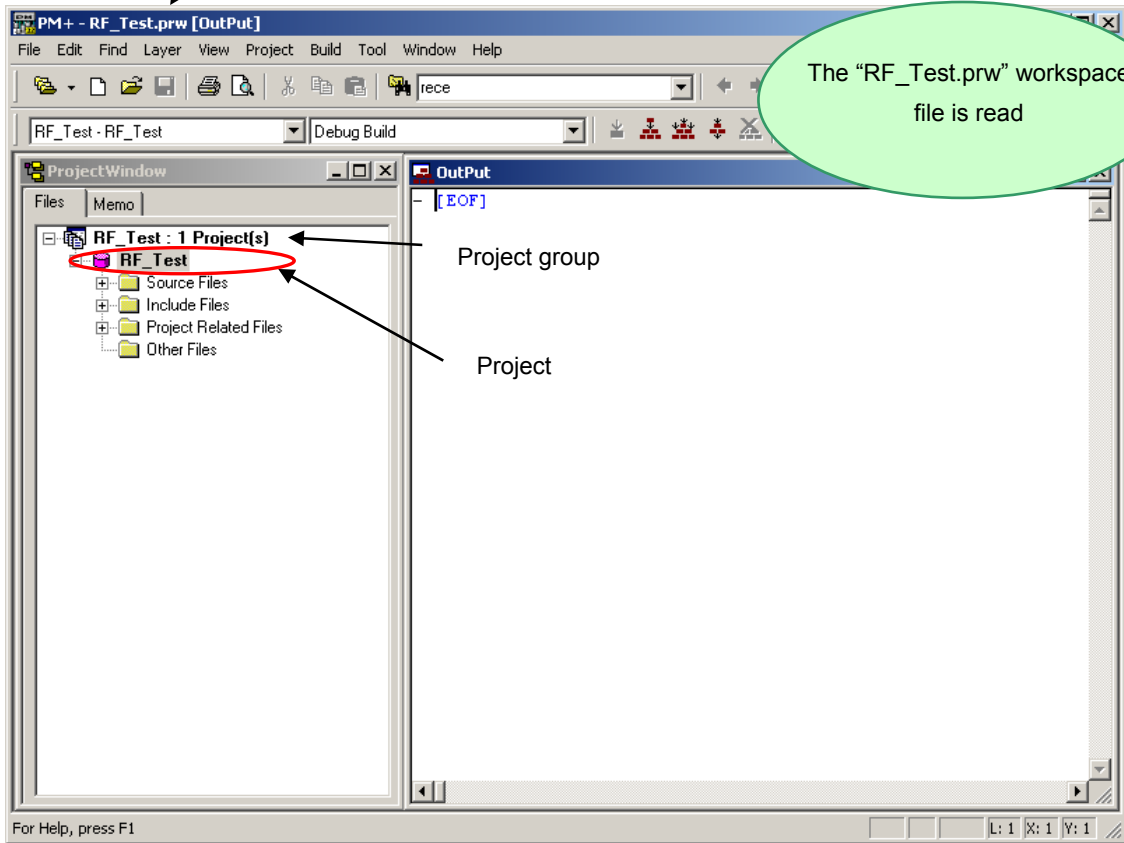 PM+ - RF_Test.prw [OutPut]
File Edit Find Layer View Project Build Tool Window Help
The “RF_Test.prw” workspace
file is read
rece
RF_Test - RF_Test
Debug Build
ProjectWindow
OutPut
Files
Memo
[EOF]
RF_Test : 1 Project(s)
Project group
RF_Test
Source Files
Include Files
Project Related Files
Other Files
Project
For Help, press F1
L: 1 X: 1 Y: 1